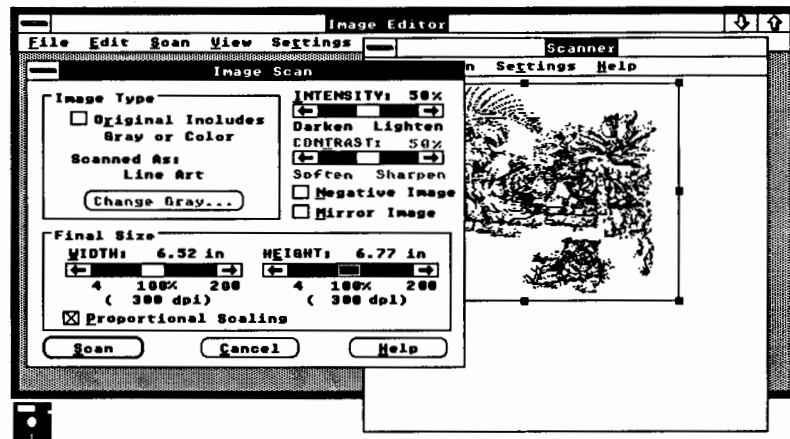 Image Editor
File Edit Scan View Settings
Scanner
n Settings Help
Image Scan
Image Type
Original Includes
Gray or Color
Scanned As:
Line Art
Change Gray...
INTENSITY: 50%
Darken Lighten
CONTRAST: 50%
Soften Sharpen
Negative Image
Mirror Image
Final Size
WIDTH: 6.52 in
4 100% 200
( 300 dpi)
HEIGHT: 6.77 in
4 100% 200
( 300 dpi)
Proportional Scaling
Scan Cancel Help